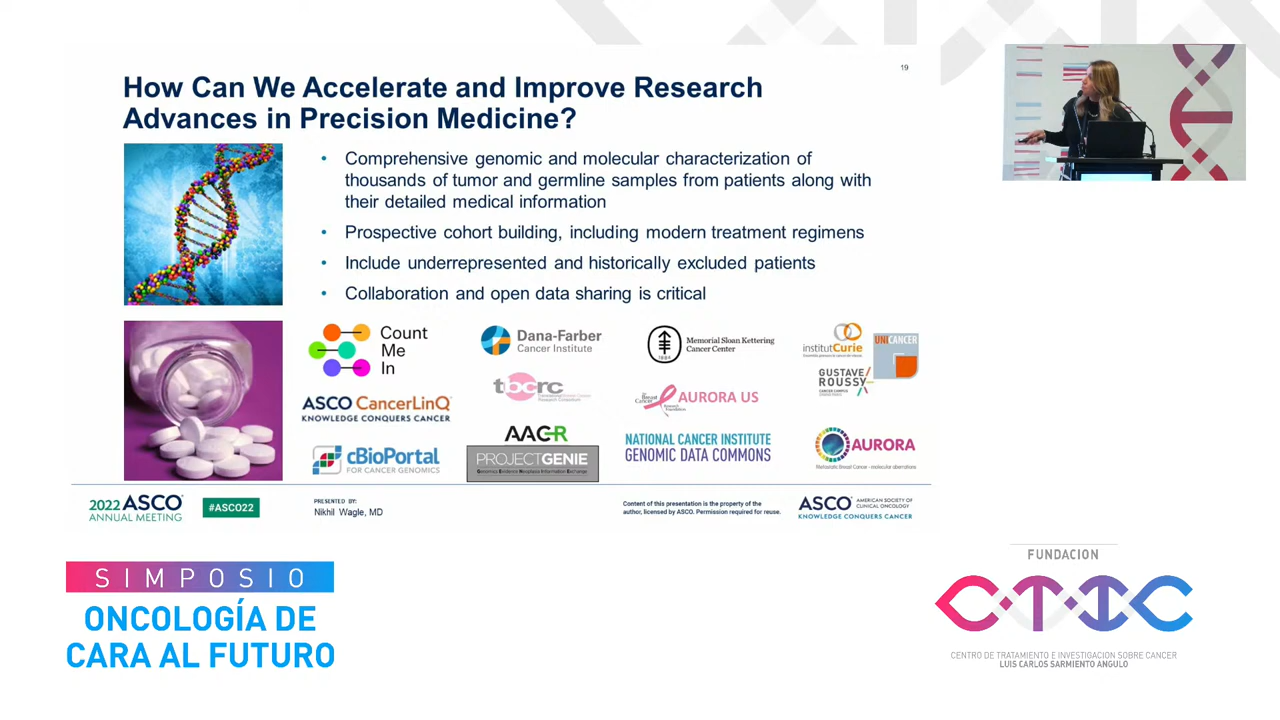 19
How Can We Accelerate and Improve Research
Advances in Precision Medicine?
• Comprehensive genomic and molecular characterization of
thousands of tumor and germline samples from patients along with
their detailed medical information
• Prospective cohort building, including modern treatment regimens
• Include underrepresented and historically excluded patients
• Collaboration and open data sharing is critical
Count
Me
In
Dana-Farber
Cancer Institute
Memorial Sloan Kettering
Cancer Center
1884
institutCurie
UNICANCER
GUSTAVE
ROUSSY
CANCER CAMPUS
ASCO CancerLinQ
KNOWLEDGE CONQUERS CANCER
tbcrc
AURORA US
cBioPortal
FOR CANCER GENOMICS
AACR
PROJECT GENIE
Genomics Evidence Neoplasia Information Exchange
NATIONAL CANCER INSTITUTE
GENOMIC DATA COMMONS
AURORA
Metastatic Breast Cancer - molecular aberrations
2022 ASCO
ANNUAL MEETING
#ASCO22
PRESENTED BY:
Nikhil Wagle, MD
Content of this presentation is the property of the
author, licensed by ASCO. Permission required for reuse.
ASCO AMERICAN SOCIETY OF
CLINICAL ONCOLOGY
KNOWLEDGE CONQUERS CANCER
SIMPOSIO
ONCOLOGÍA DE
CARA AL FUTURO
FUNDACION
CTIC
CENTRO DE TRATAMIENTO E INVESTIGACION SOBRE CANCER
LUIS CARLOS SARMIENTO ANGULO